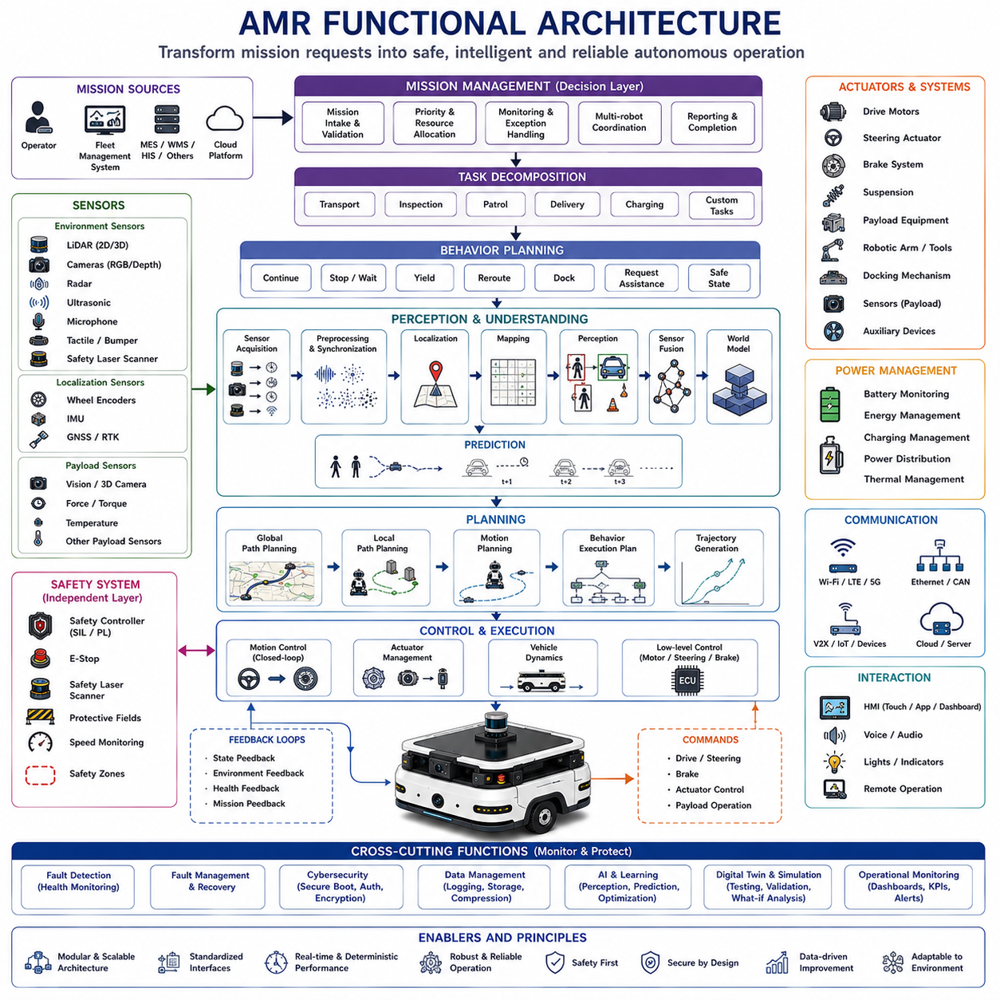 AMR FUNCTIONAL ARCHITECTURE
Transform mission requests into safe, intelligent and reliable autonomous operation
MISSION SOURCES
Operator
Fleet
Management
System
MES / WMS /
HIS / Others
Cloud
Platform
MISSION MANAGEMENT (Decision Layer)
Mission
Intake &
Validation
Priority &
Resource
Allocation
Monitoring &
Exception
Handling
Multi-robot
Coordination
Reporting &
Completion
TASK DECOMPOSITION
Transport
Inspection
Patrol
Delivery
Charging
Custom
Tasks
BEHAVIOR PLANNING
Continue
Stop / Wait
Yield
Reroute
Dock
Request
Assistance
Safe
State
SENSORS
Environment Sensors
LiDAR (2D/3D)
Cameras (RGB/Depth)
Radar
Ultrasonic
Microphone
Tactile / Bumper
Safety Laser Scanner
Localization Sensors
Wheel Encoders
IMU
GNSS / RTK
Payload Sensors
Vision / 3D Camera
Force / Torque
Temperature
Other Payload Sensors
PERCEPTION & UNDERSTANDING
Sensor
Acquisition
Preprocessing
& Synchronization
Localization
Mapping
Perception
Sensor
Fusion
World
Model
PREDICTION
t+1
t+2
t+3
PLANNING
Global
Path Planning
Local
Path Planning
Motion
Planning
Behavior
Execution Plan
Trajectory
Generation
SAFETY SYSTEM
(Independent Layer)
Safety Controller
(SIL / PL)
E-Stop
Safety Laser
Scanner
Protective Fields
Speed Monitoring
Safety Zones
CONTROL & EXECUTION
Motion Control
(Closed-loop)
Actuator
Management
Vehicle
Dynamics
Low-level Control
(Motor / Steering / Brake)
ECU
FEEDBACK LOOPS
· State Feedback
· Environment Feedback
· Health Feedback
· Mission Peedback
COMMANDS
• Drive / Steering
• Brake
• Actuator Control
• Payload Operation
ACTUATORS & SYSTEMS
Drive Motors
Steering Actuator
Brake System
Suspension
Payload Equipment
Robotic Arm / Tools
Docking Mechanism
Sensors (Payload)
Auxiliary Devices
POWER MANAGEMENT
Battery Monitoring
Energy Management
Charging Management
Power Distribution
Thermal Management
COMMUNICATION
Wi-Fi / LTE / 5G
Ethernet / CAN
V2X / IoT / Devices
Cloud / Server
INTERACTION
HMI (Touch / App / Dashboard)
Voice / Audio
Lights / Indicators
Remote Operation
CROSS-CUTTING FUNCTIONS (Monitor & Protect)
Fault Detection
(Health Monitoring)
Fault Management
& Recovery
Cybersecurity
(Secure Boot, Auth,
Encryption)
Data Management
(Logging, Storage,
Compression)
AI & Learning
(Perception, Prediction,
Optimization)
Digital Twin & Simulation
(Testing, Validation,
What-if Analysis)
Operational Monitoring
(Dashboards, KPIs,
Alerts)
ENABLERS AND PRINCIPLES
Modular & Scalable
Architecture
Standardized
Interfaces
Real-time & Deterministic
Performance
Robust & Reliable
Operation
Safety First
Secure by Design
Data-driven
Improvement
Adaptable to
Environment